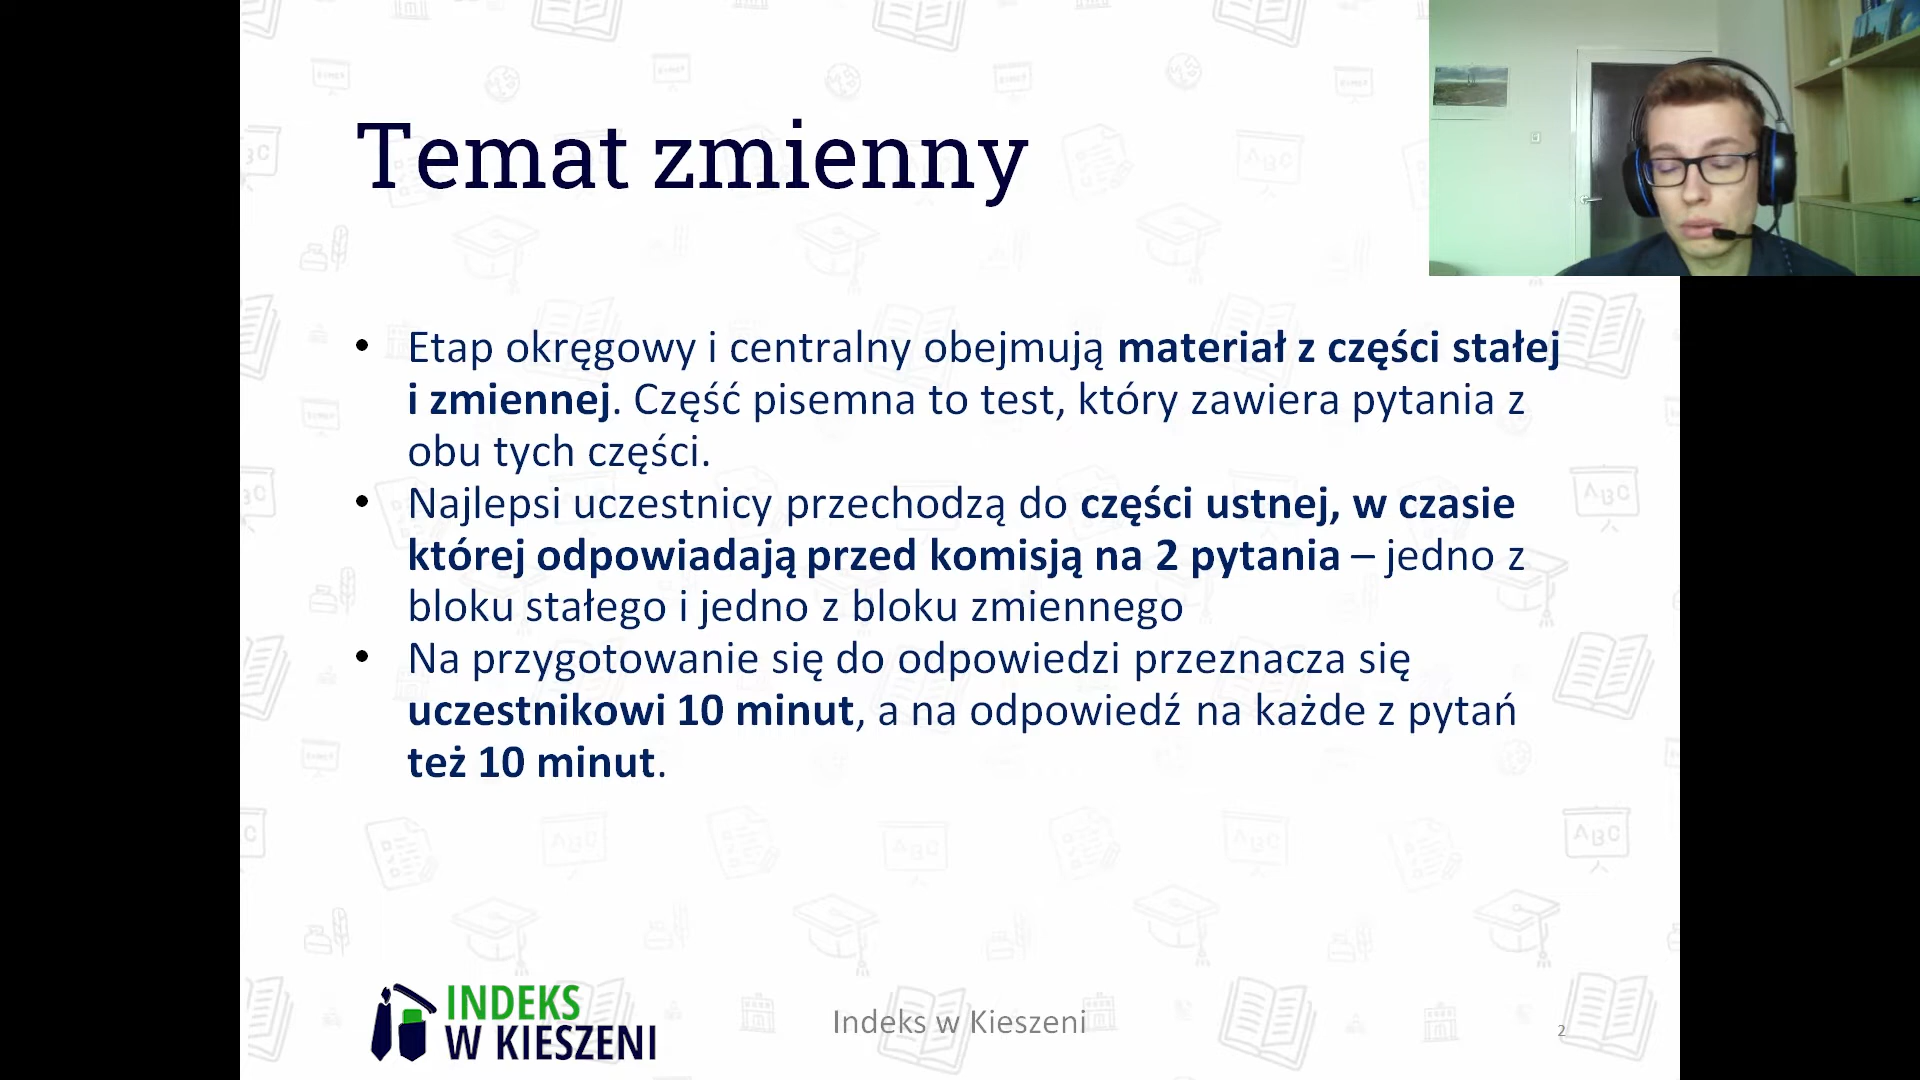 Temat zmienny
• Etap okręgowy i centralny obejmują materiał z części stałej
i zmiennej. Część pisemna to test, który zawiera pytania z
obu tych części.
• Najlepsi uczestnicy przechodzą do części ustnej, w czasie
której odpowiadają przed komisją na 2 pytania – jedno z
bloku stałego i jedno z bloku zmiennego
• Na przygotowanie się do odpowiedzi przeznacza się
uczestnikowi 10 minut, a na odpowiedź na każde z pytań
też 10 minut.
INDEKS
W KIESZENI
Indeks w Kieszeni
2